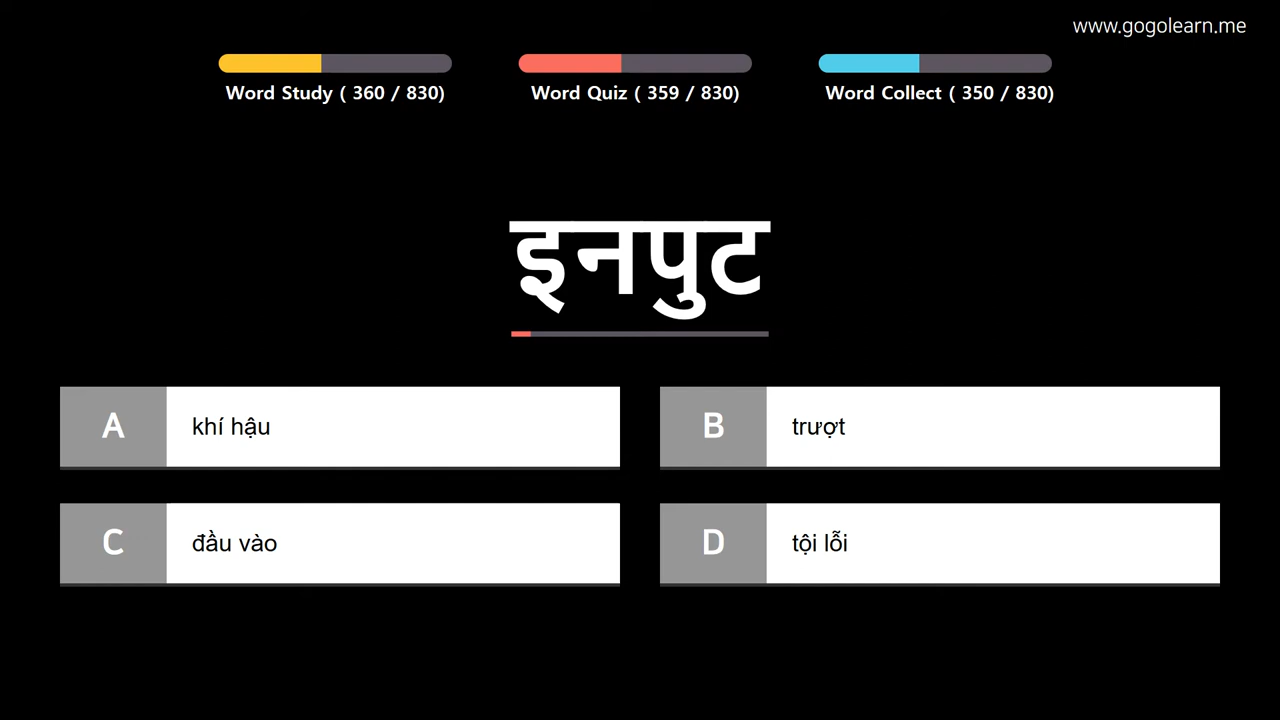 www.gogolearn.me
Word Study ( 360 / 830)
Word Quiz ( 359 / 830)
Word Collect ( 350 / 830)
इनपुट
A khí hậu
B trượt
C đầu vào
D tội lỗi